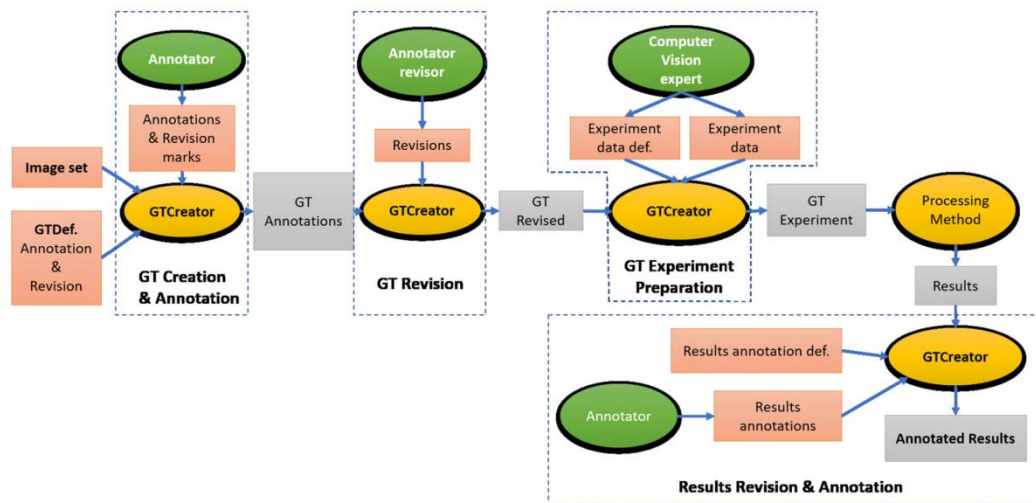 Annotator
Annotations
& Revision
marks
Image set
GTDef.
Annotation
&
Revision
GTCreator
GT Creation
& Annotation
GT
Annotations
Annotator
revisor
Revisions
GTCreator
GT Revision
GT
Revised
Computer
Vision
expert
Experiment
data def.
Experiment
data
GTCreator
GT Experiment
Preparation
GT
Experiment
Processing
Method
Results
Results annotation def.
GTCreator
Annotator
Results
annotations
Annotated Results
Results Revision & Annotation